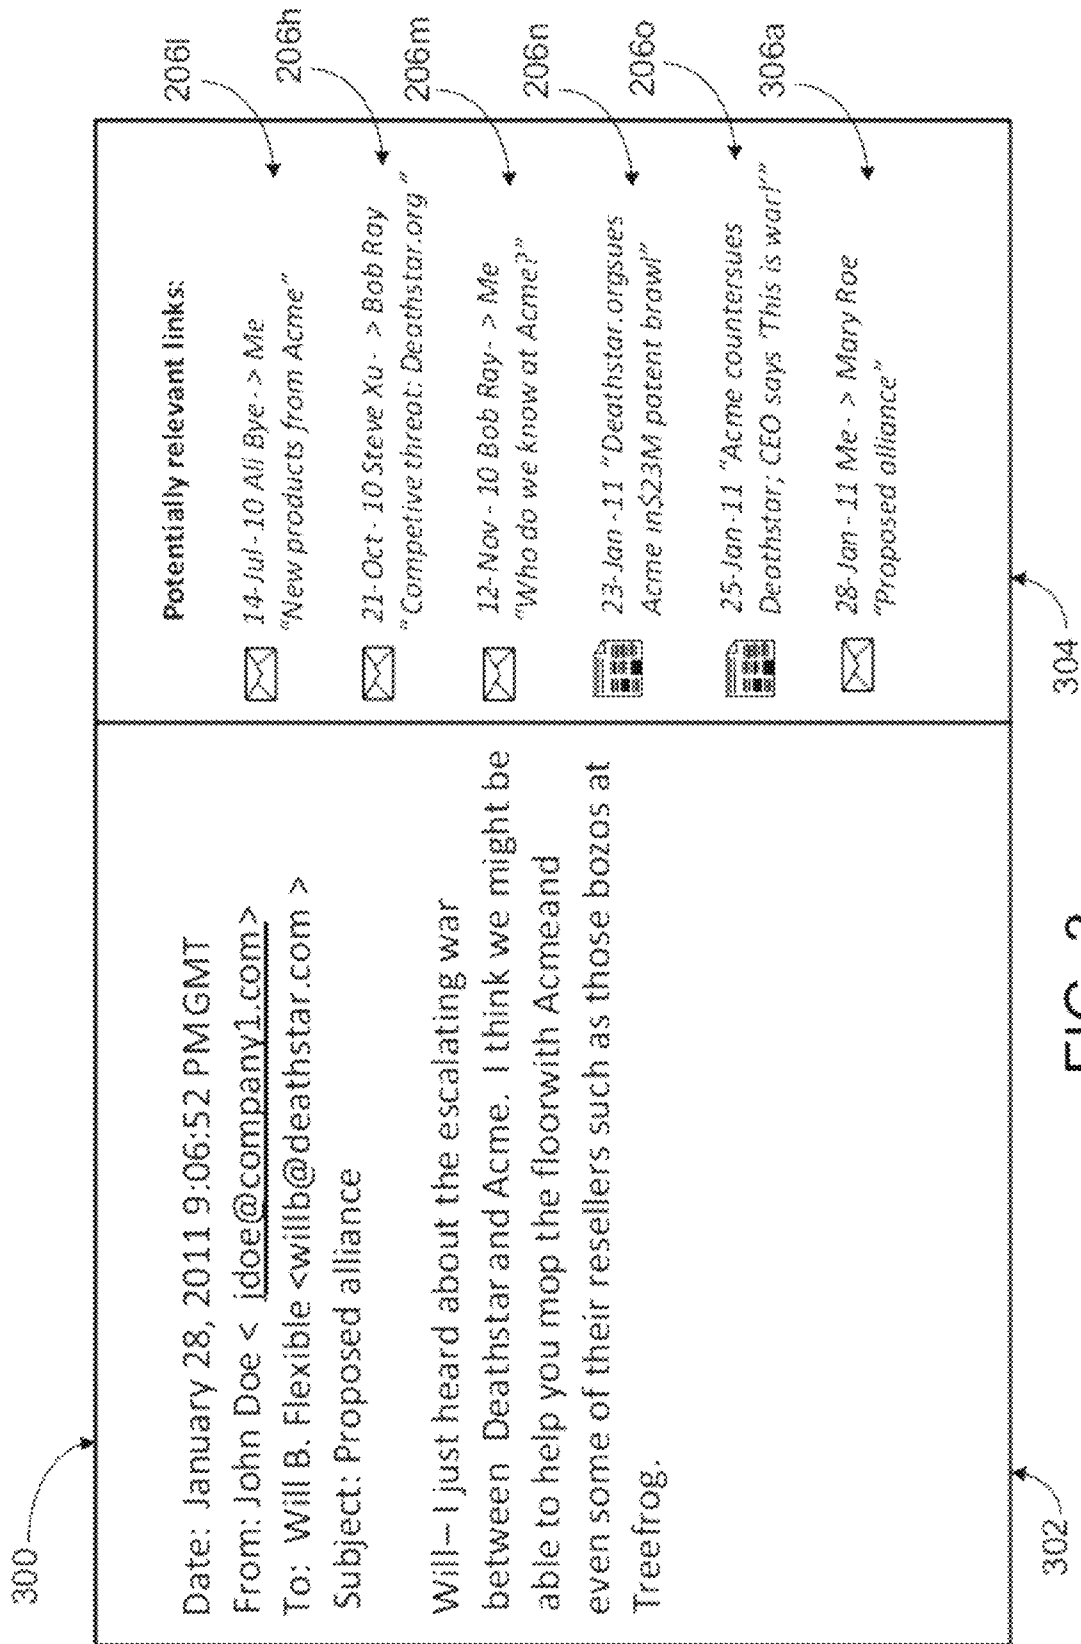 300
Date: January 28, 2011 9:06:52 PMGMT
From: John Doe < jdoe@company1.com>
To: Will B. Flexible <willb@deathstar.com >
Subject: Proposed alliance
Will-- I just heard about the escalating war
between Deathstar and Acme. I think we might be
able to help you mop the floorwith Acmeand
even some of their resellers such as those bozos at
Treefrog.
302
Potentially relevant links:
14-Jul-10 Ali Bye-> Me
"New products from Acme"
206l
21-Oct-10 Steve Xu-> Bob Ray
"Competive threat: Deathstar.org"
206h
12-Nov-10 Bob Ray-> Me
"Who do we know at Acme?"
206m
23-Jan-11 "Deathstar.orgsues
Acme in$2.3M patent brawl"
206n
25-Jan-11 "Acme countersues
Deathstar; CEO says 'This is war!'"
206o
28-Jan-11 Me-> Mary Roe
"Proposed alliance"
306a
304